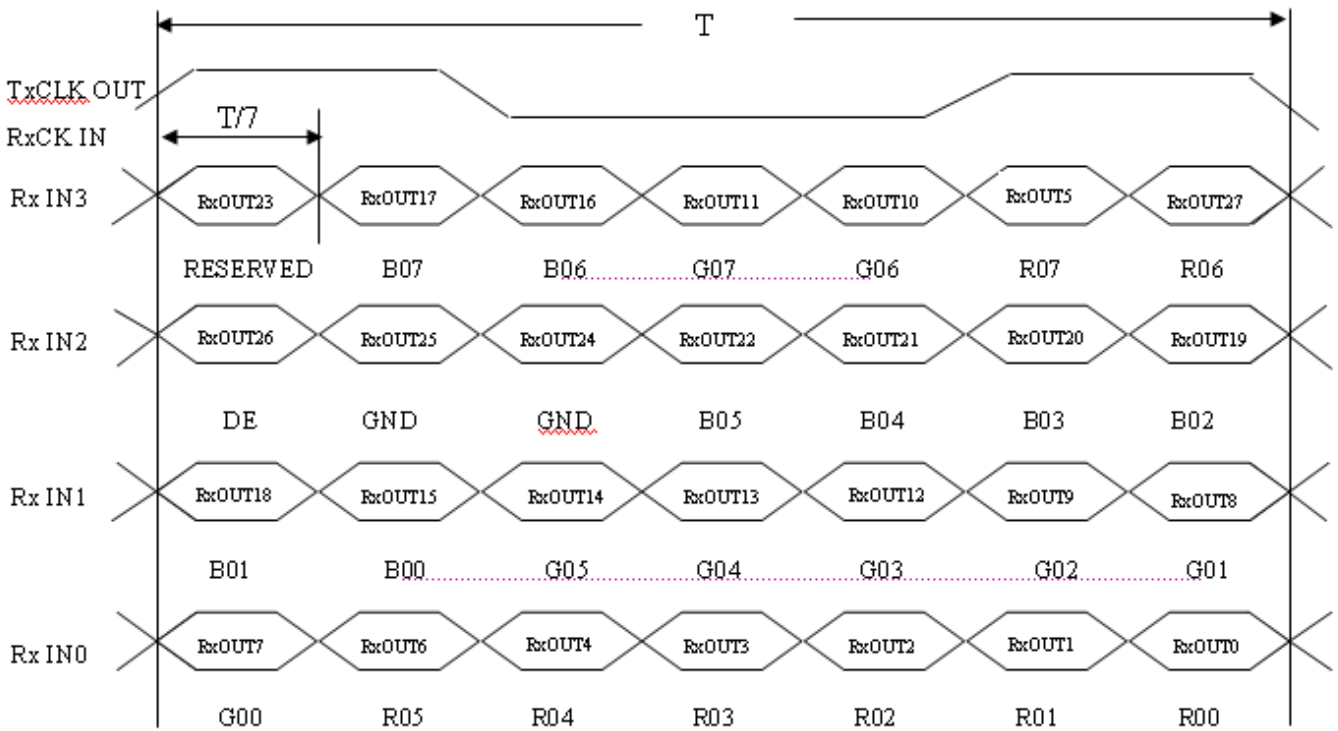 T
TxCLK OUT
T/7
RxCK IN
Rx IN3 RxOUT23 RxOUT17 RxOUT16 RxOUT11 RxOUT10 RxOUT5 RxOUT27
RESERVED B07 B06 G07 G06 R07 R06
Rx IN2 RxOUT26 RxOUT25 RxOUT24 RxOUT22 RxOUT21 RxOUT20 RxOUT19
DE GND GND B05 B04 B03 B02
Rx IN1 RxOUT18 RxOUT15 RxOUT14 RxOUT13 RxOUT12 RxOUT9 RxOUT8
B01 B00 G05 G04 G03 G02 G01
Rx IN0 RxOUT7 RxOUT6 RxOUT4 RxOUT3 RxOUT2 RxOUT1 RxOUT0
G00 R05 R04 R03 R02 R01 R00